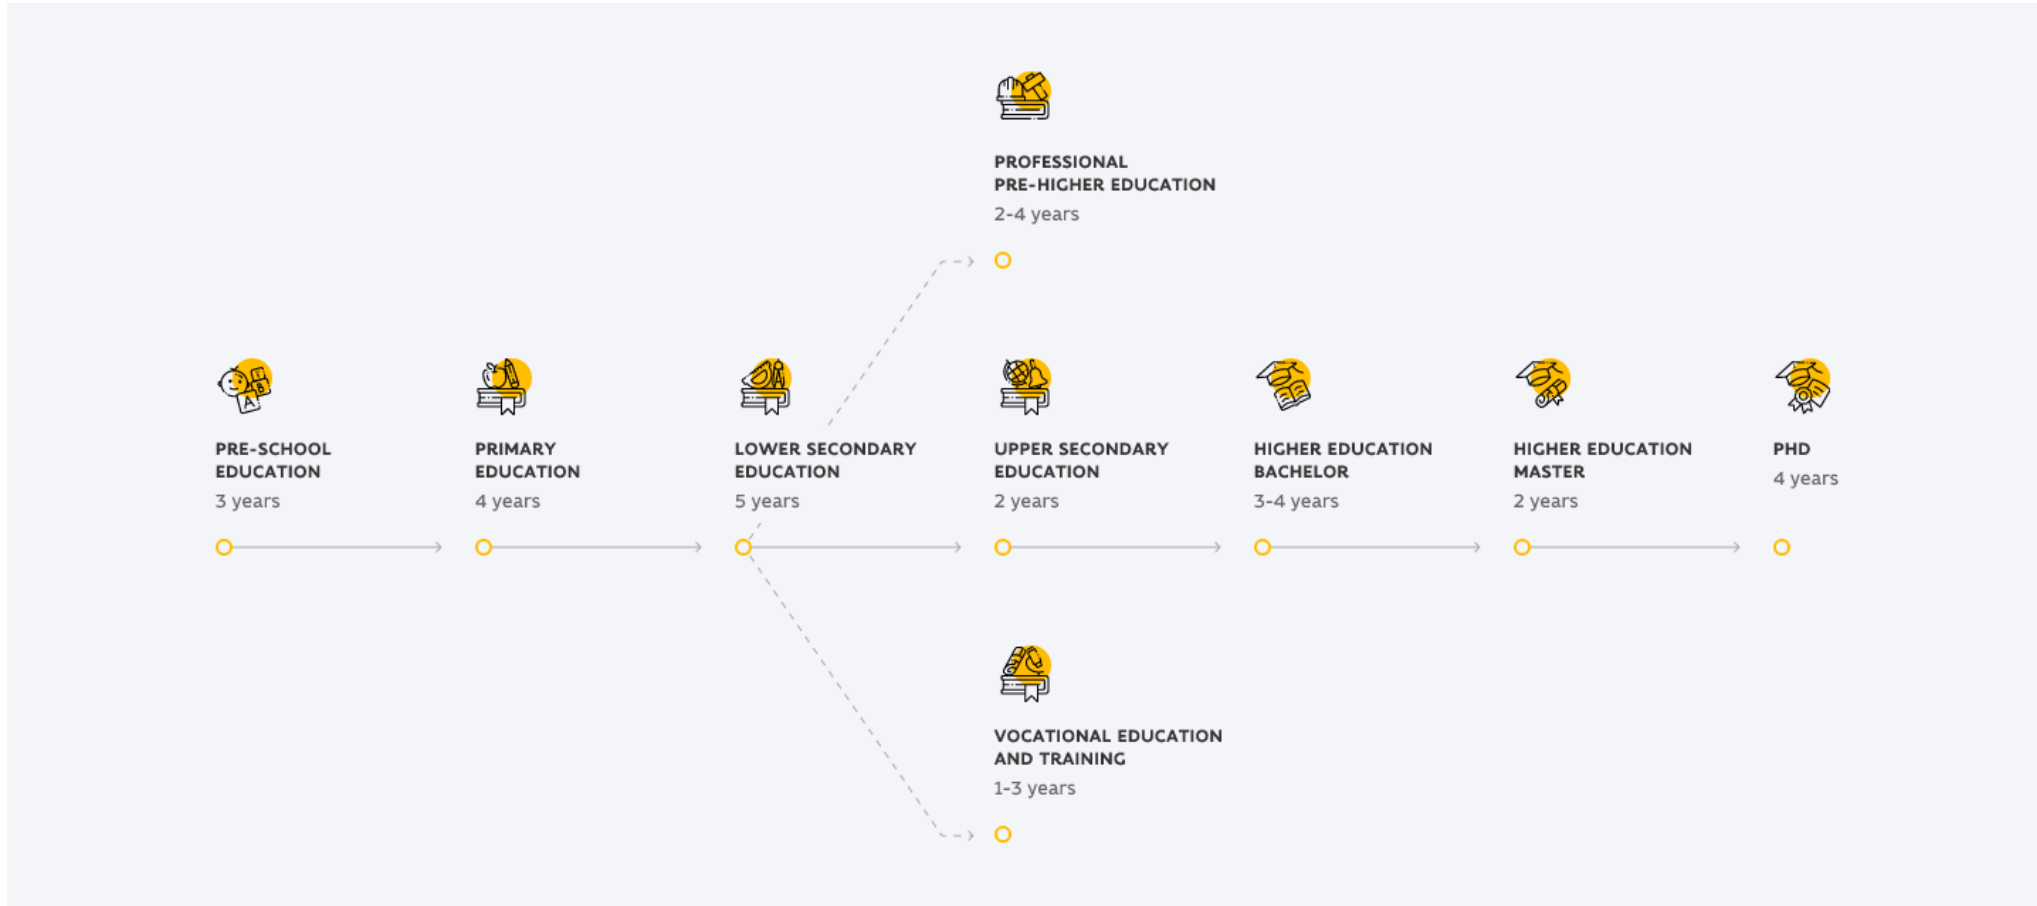 PROFESSIONAL
PRE-HIGHER EDUCATION
2-4 years
PRE-SCHOOL
EDUCATION
3 years
PRIMARY
EDUCATION
4 years
LOWER SECONDARY
EDUCATION
5 years
UPPER SECONDARY
EDUCATION
2 years
HIGHER EDUCATION
BACHELOR
3-4 years
HIGHER EDUCATION
MASTER
2 years
PHD
4 years
VOCATIONAL EDUCATION
AND TRAINING
1-3 years